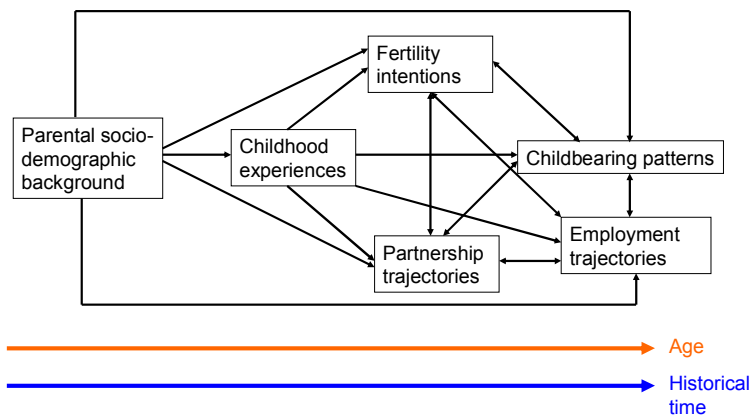 Fertility
intentions
Parental socio-
demographic
background
Childhood
experiences
Childbearing patterns
Partnership
trajectories
Employment
trajectories
Age
Historical
time